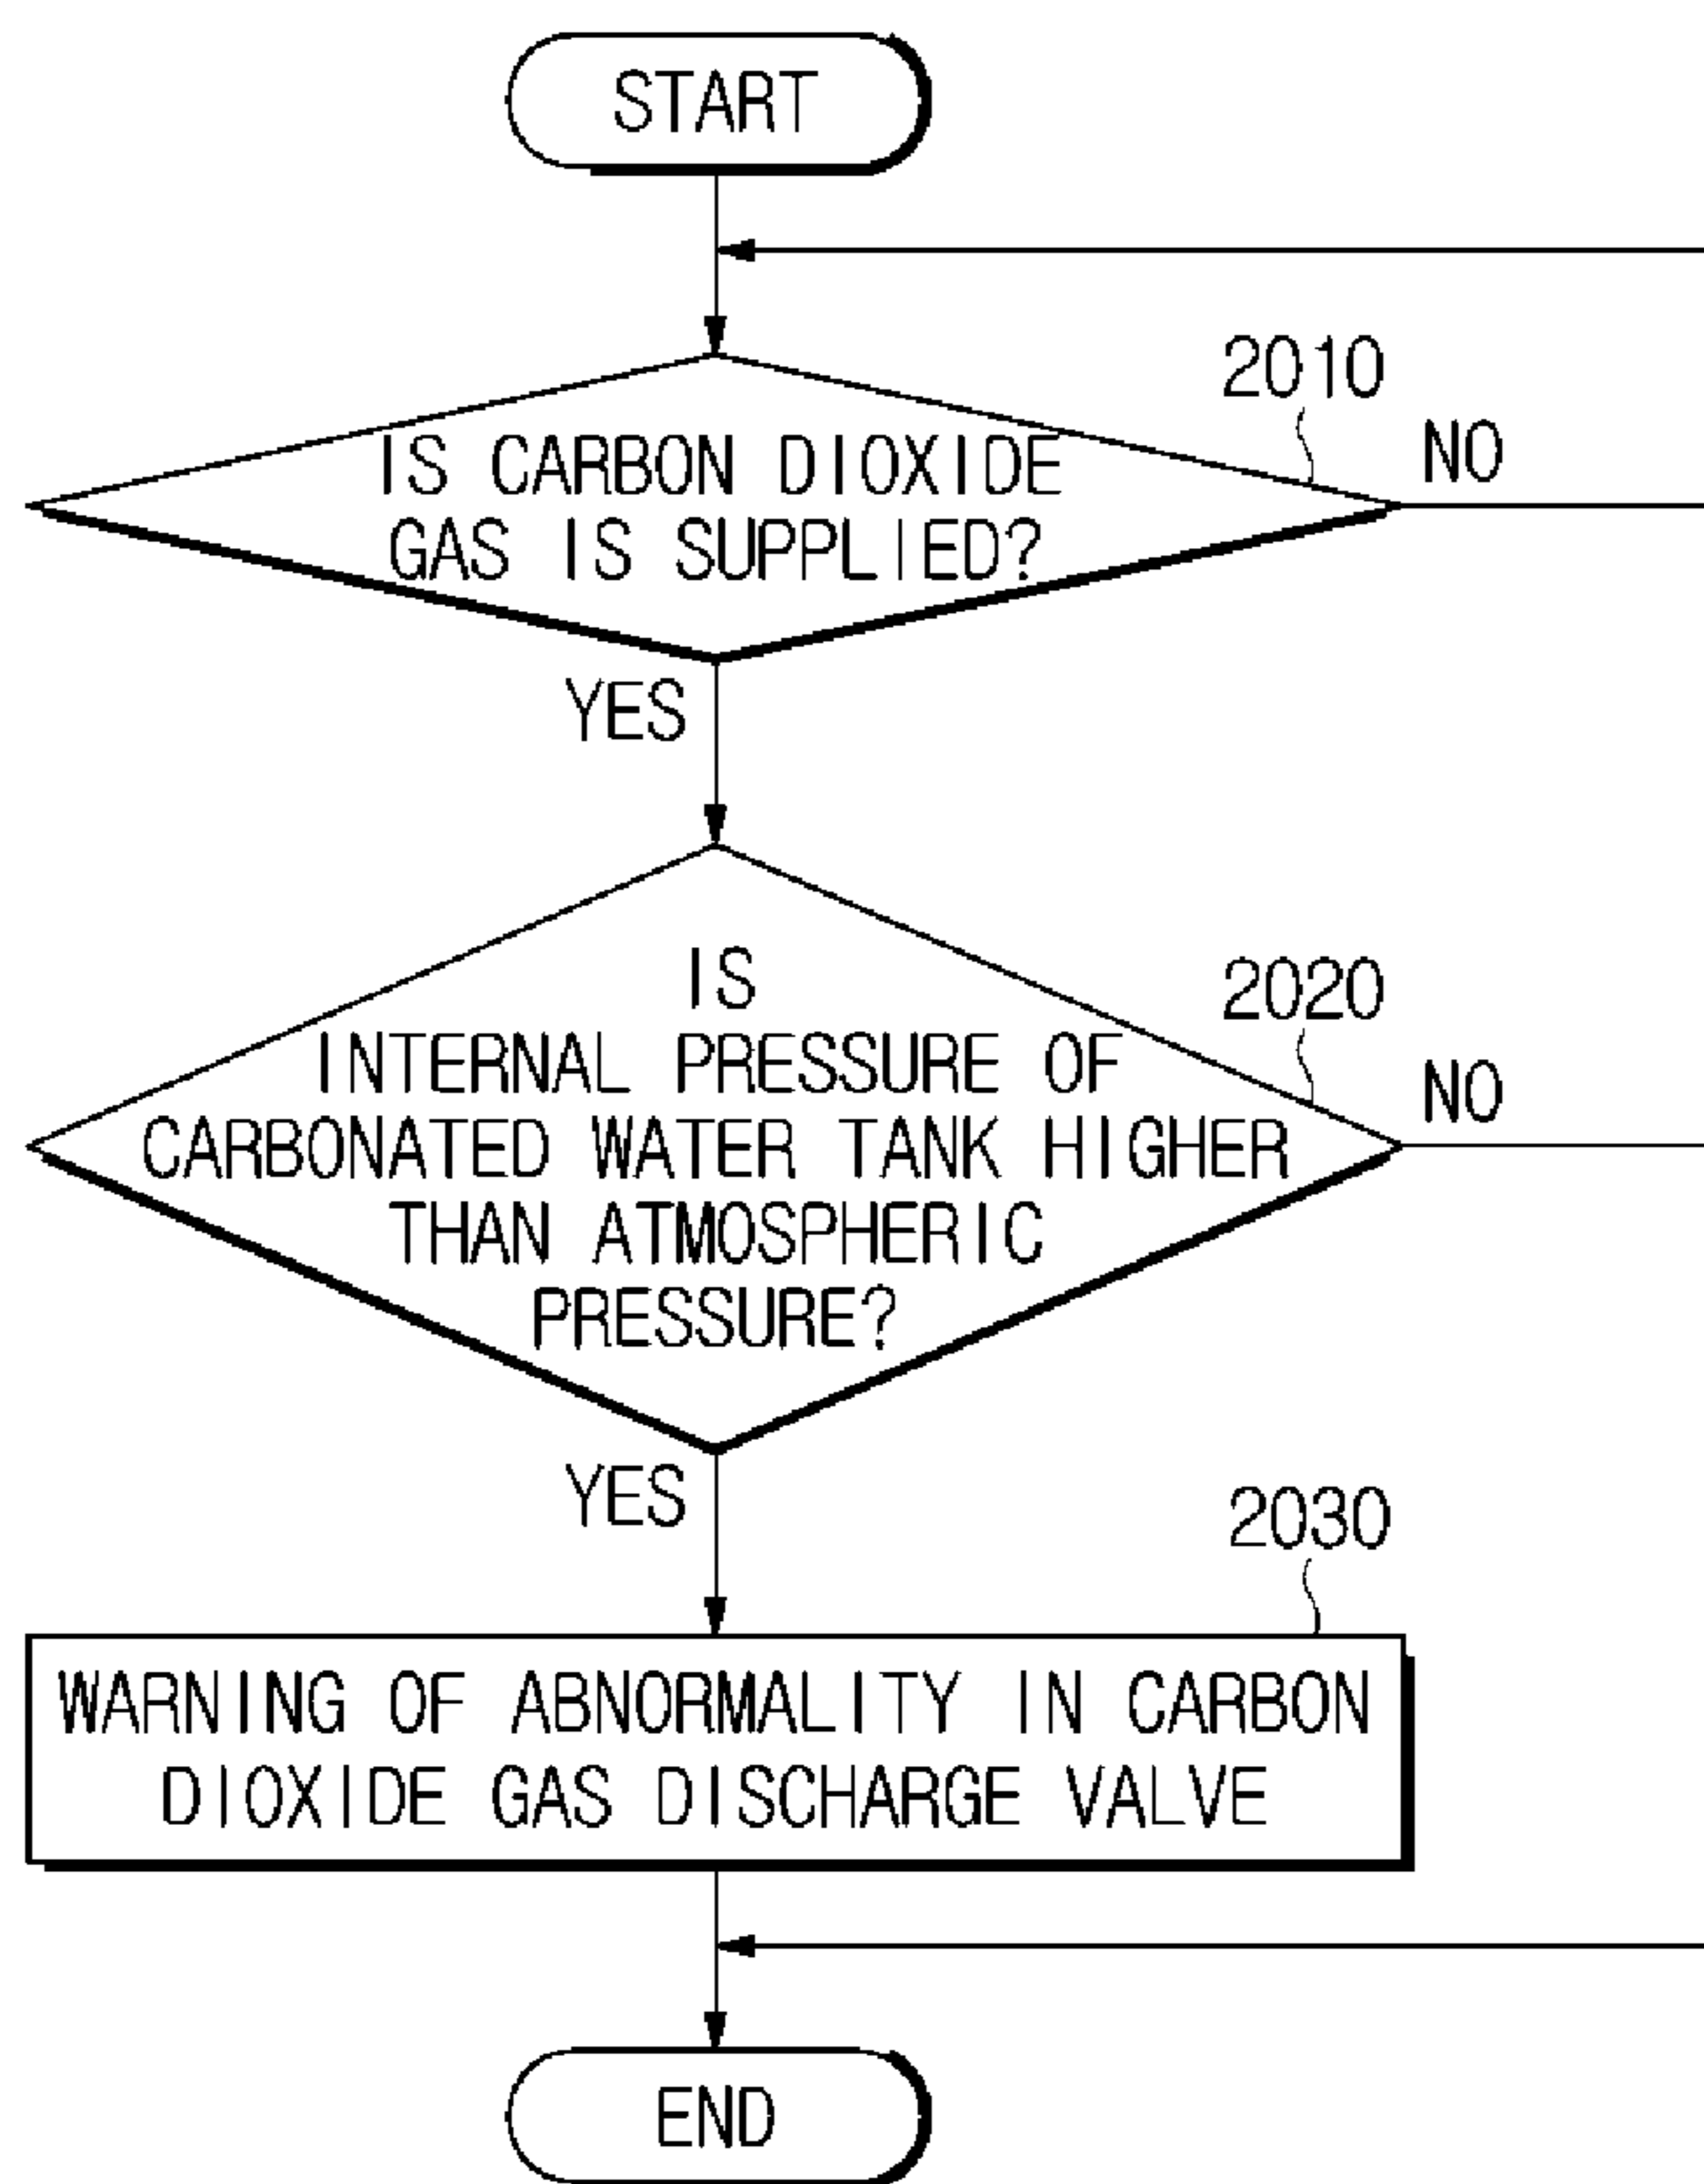 START
2010
IS CARBON DIOXIDE
NO
GAS IS SUPPLIED?
YES
IS
2020
INTERNAL PRESSURE OF
NO
CARBONATED WATER TANK HIGHER
THAN ATMOSPHERIC
PRESSURE?
YES
2030
WARNING OF ABNORMALITY IN CARBON
DIOXIDE GAS DISCHARGE VALVE
END